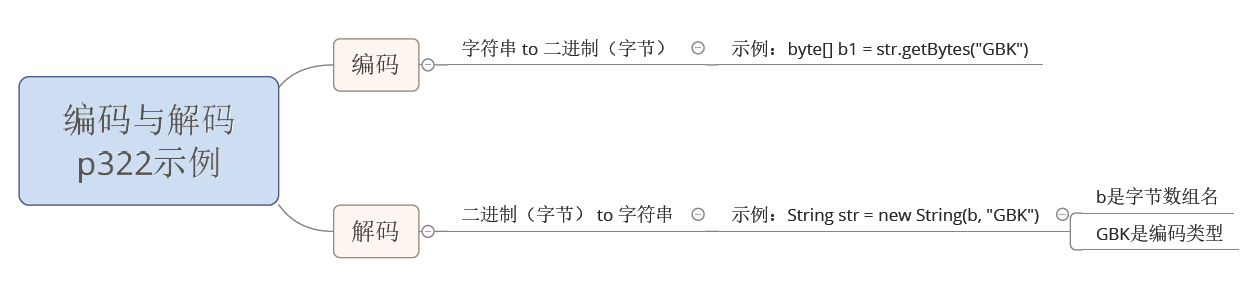 编码与解码
p322示例
编码
字符串 to 二进制（字节）
示例：byte[] b1 = str.getBytes("GBK")
解码
二进制（字节） to 字符串
示例：String str = new String(b, "GBK")
b是字节数组名
GBK是编码类型